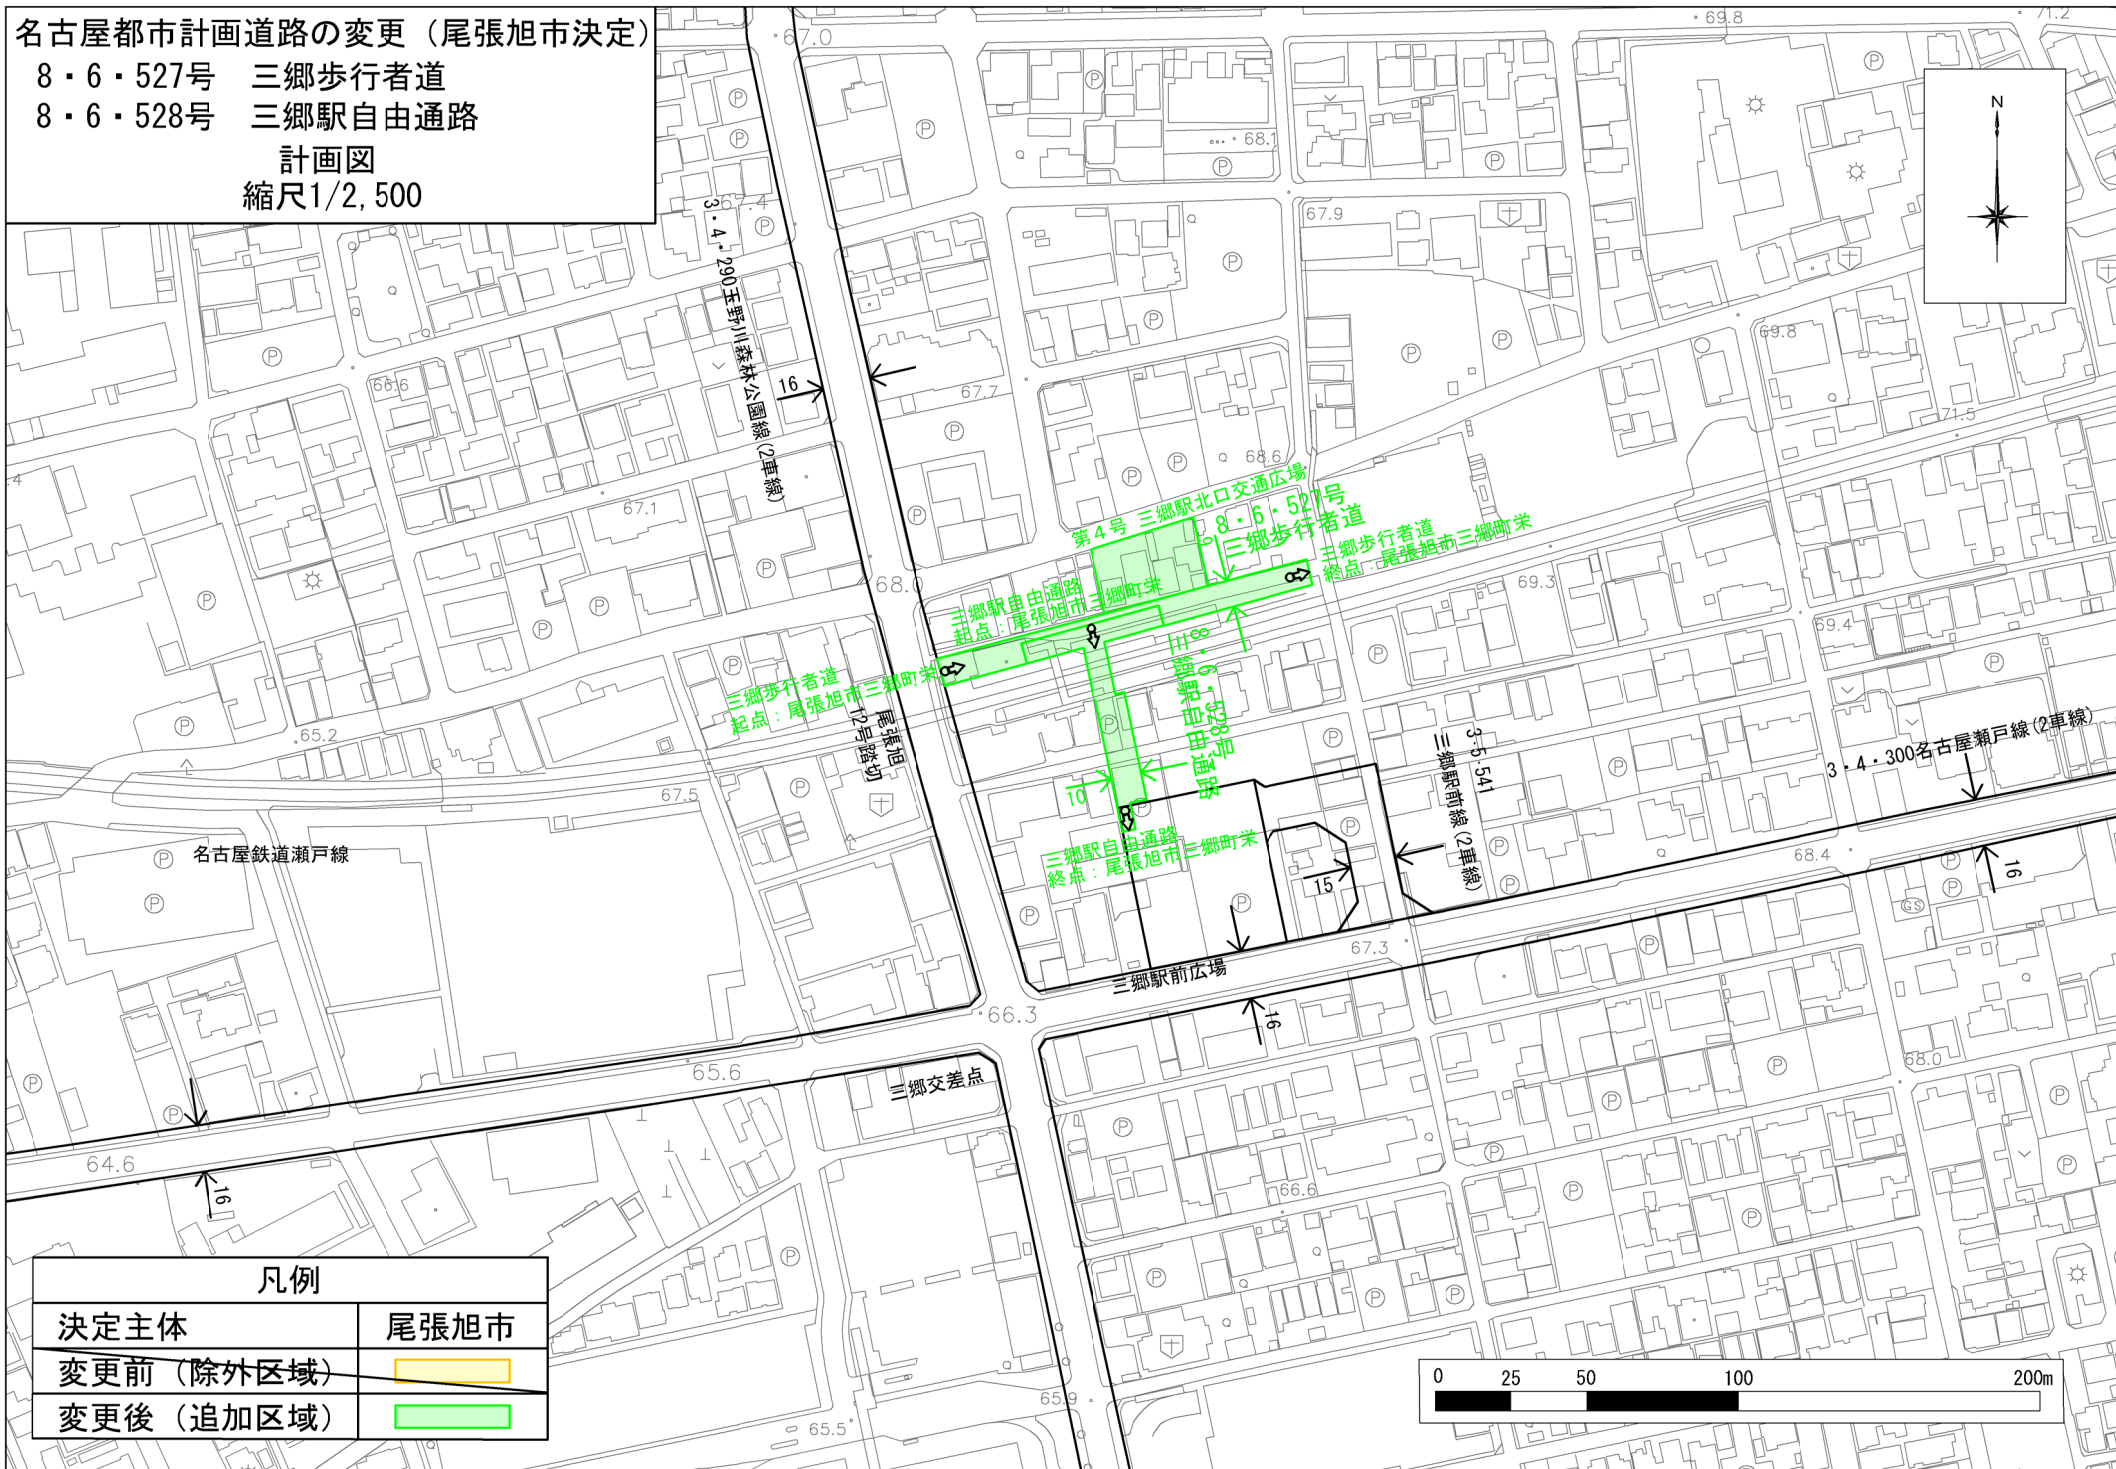 名古屋都市計画道路の変更（尾張旭市決定）
8・6・527号　三郷歩行者道
8・6・528号　三郷駅自由通路
計画図
縮尺1/2,500
N
67.0
69.8
71.2
68.1
67.4
67.9
3・4・290玉野川森林公園線(2車線)
16
67.7
69.8
66.6
71.5
68.6
67.1
第４号 三郷駅北口交通広場
8・6・527号
三郷歩行者道
三郷歩行者道
終点：尾張旭市三郷町栄
68.0
69.3
三郷駅自由通路
起点：尾張旭市三郷町栄
69.4
三郷歩行者道
起点：尾張旭市三郷町栄
8・6・528号
三郷駅自由通路
尾張旭
12号踏切
65.2
3・5・541
三郷駅前線(2車線)
3・4・300名古屋瀬戸線(2車線)
67.5
10
三郷駅自由通路
終点：尾張旭市三郷町栄
名古屋鉄道瀬戸線
68.4
15
16
GS
67.3
三郷駅前広場
66.3
16
65.6
三郷交差点
68.0
64.6
16
66.6
凡例
決定主体
尾張旭市
変更前（除外区域）
変更後（追加区域）
65.9
65.5
0 25 50 100 200m